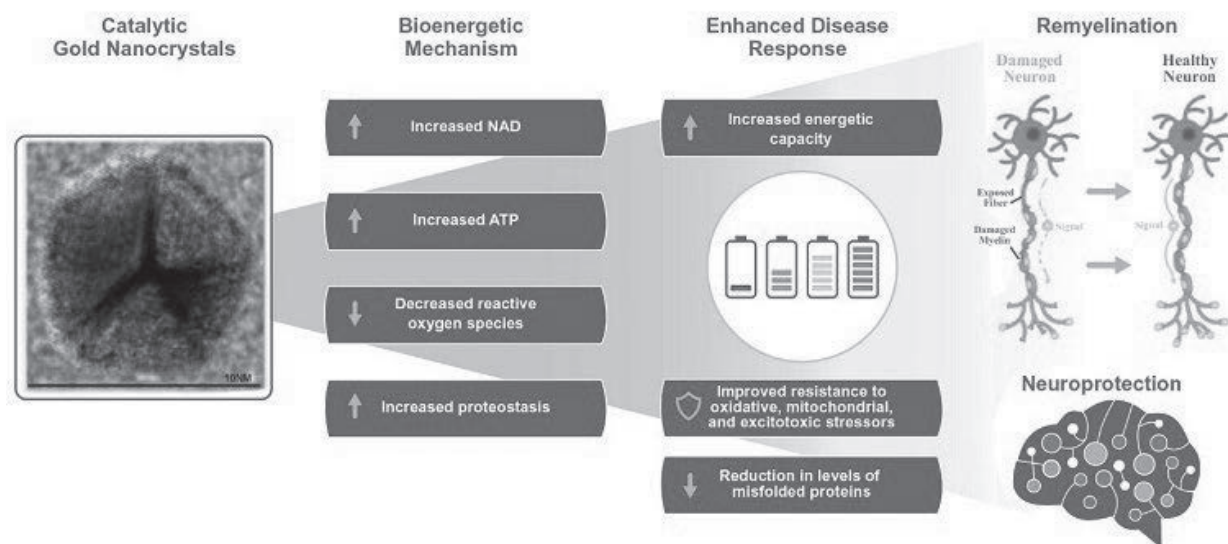 Catalytic
Gold Nanocrystals
10NM
Bioenergetic
Mechanism
Increased NAD
Increased ATP
Decreased reactive
oxygen species
Increased proteostasis
Enhanced Disease
Response
Increased energetic
capacity
Improved resistance to
oxidative, mitochondrial,
and excitotoxic stressors
Reduction in levels of
misfolded proteins
Remyelination
Damaged
Neuron
Healthy
Neuron
Exposed
Fiber
Damaged
Myelin
Signal
Signal
Neuroprotection